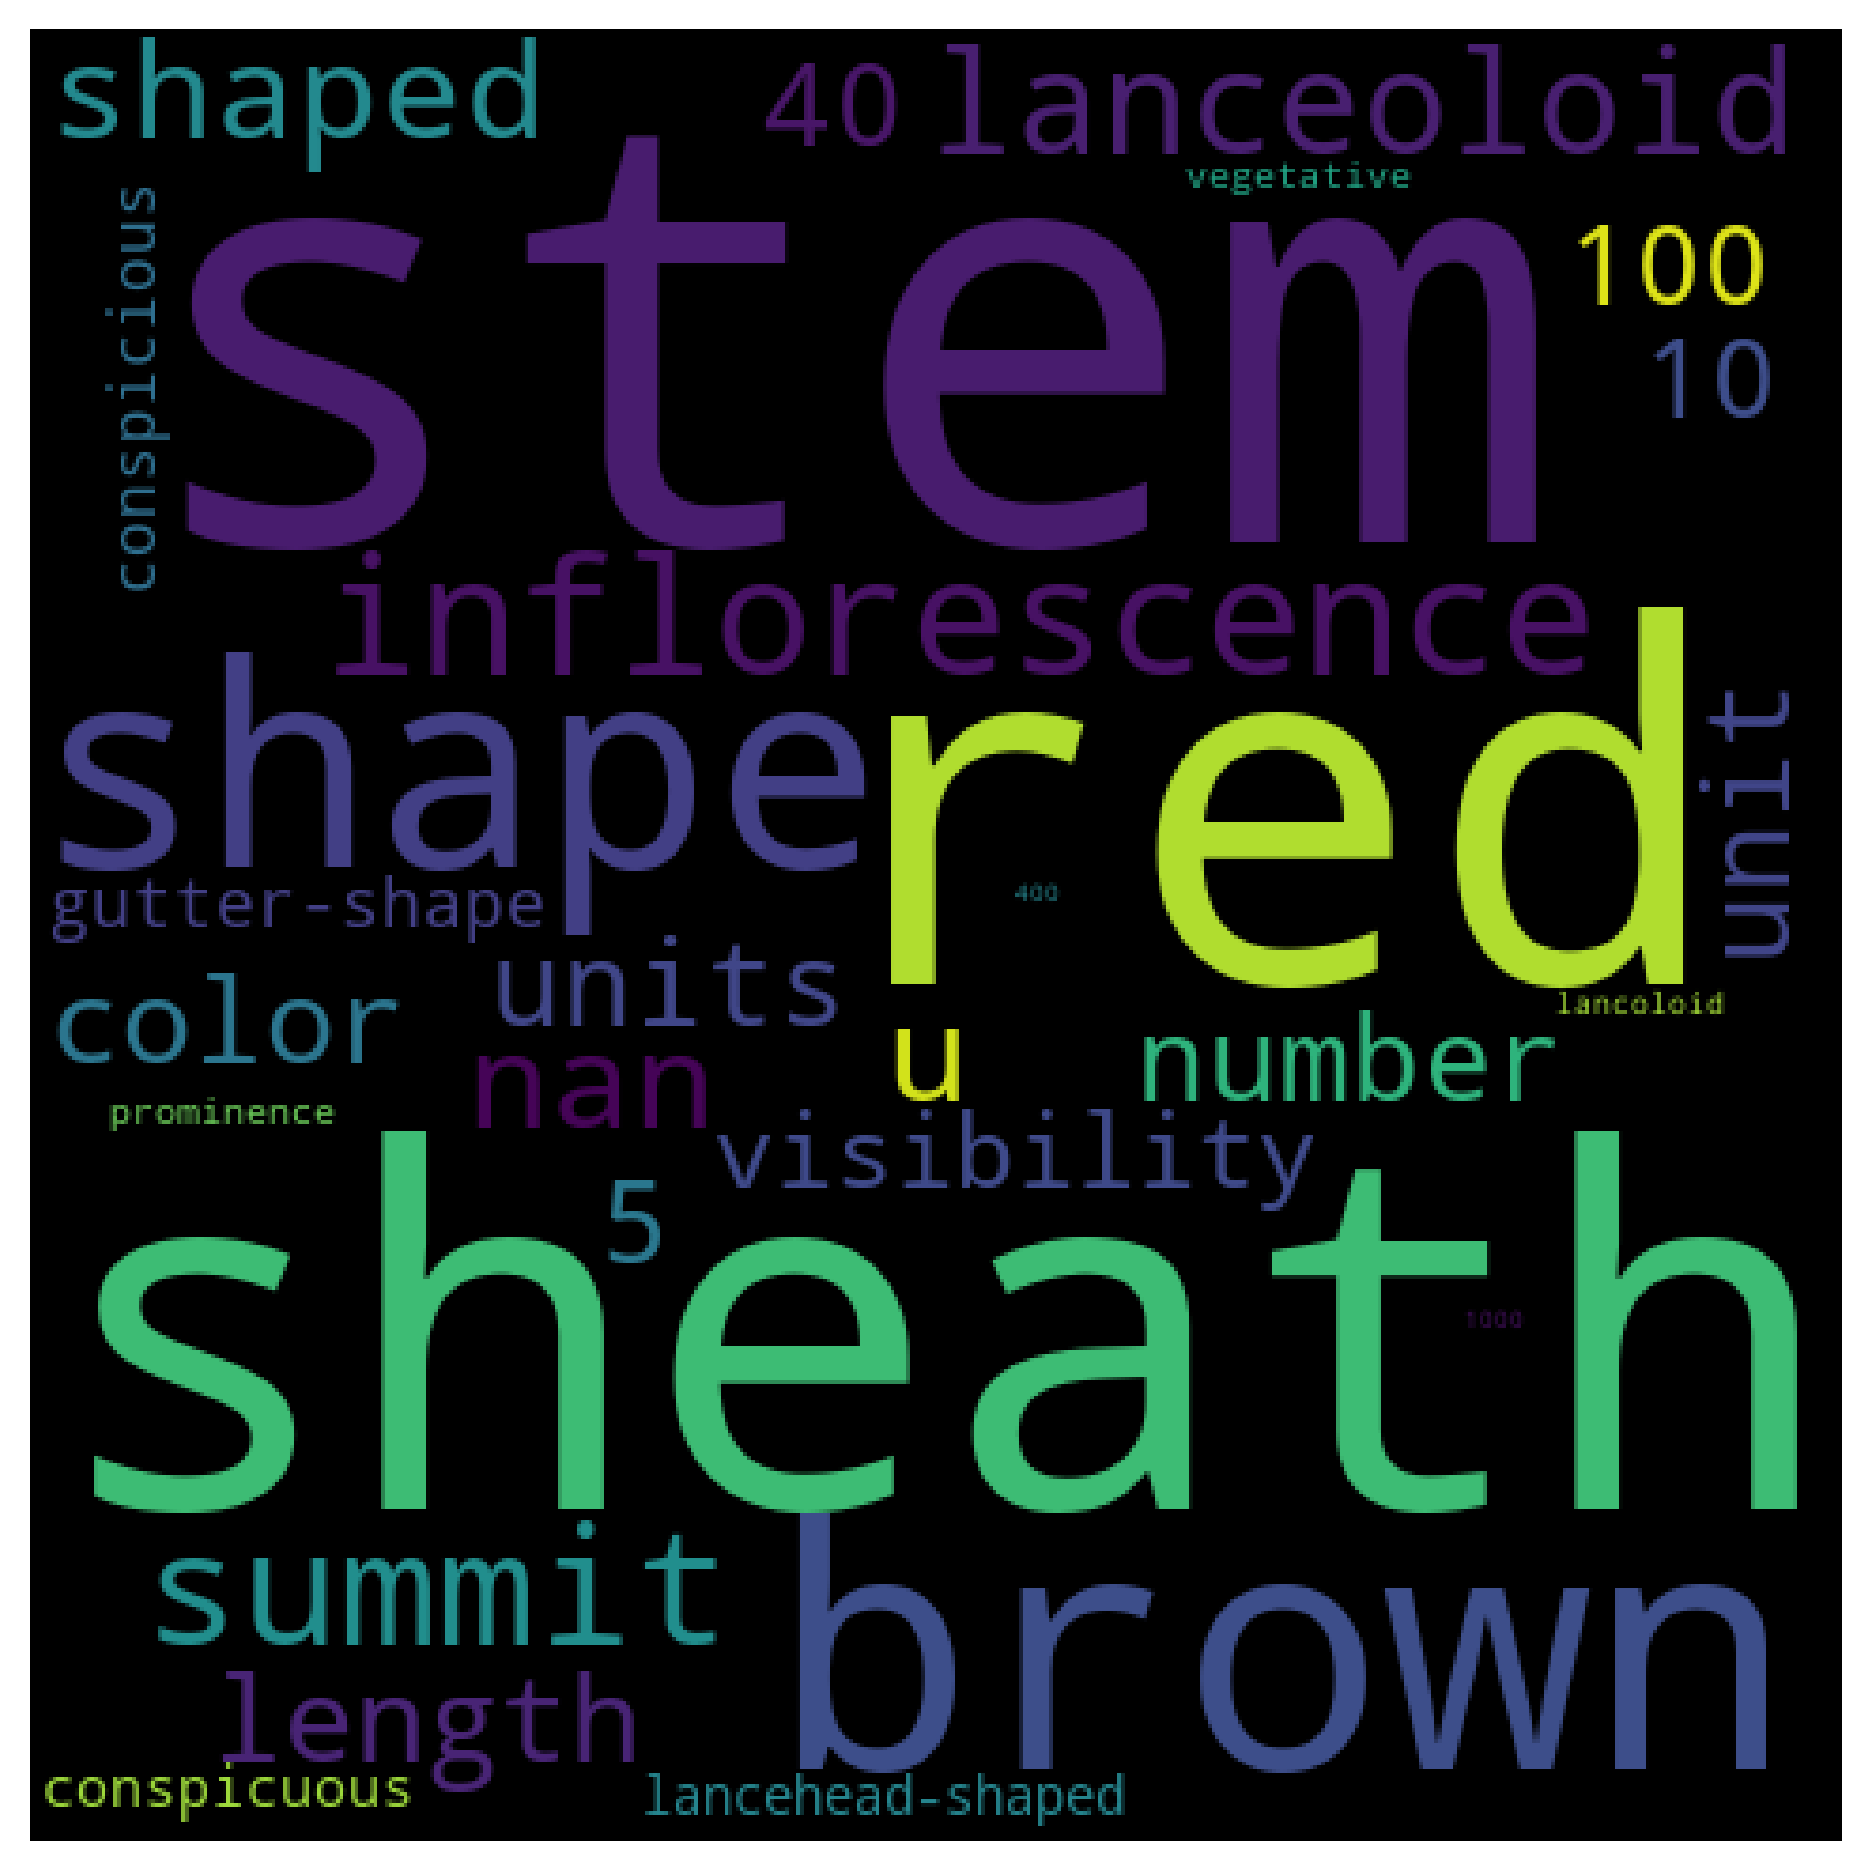 shaped
40
lanceoloid
vegetative
conspicious
stem
100
10
inflorescence
shape
red
unit
gutter-shape
400
units
color
lancoloid
u
number
nan
prominence
visibility
5
sheath
1000
summit
brown
length
conspicuous
lancehead-shaped